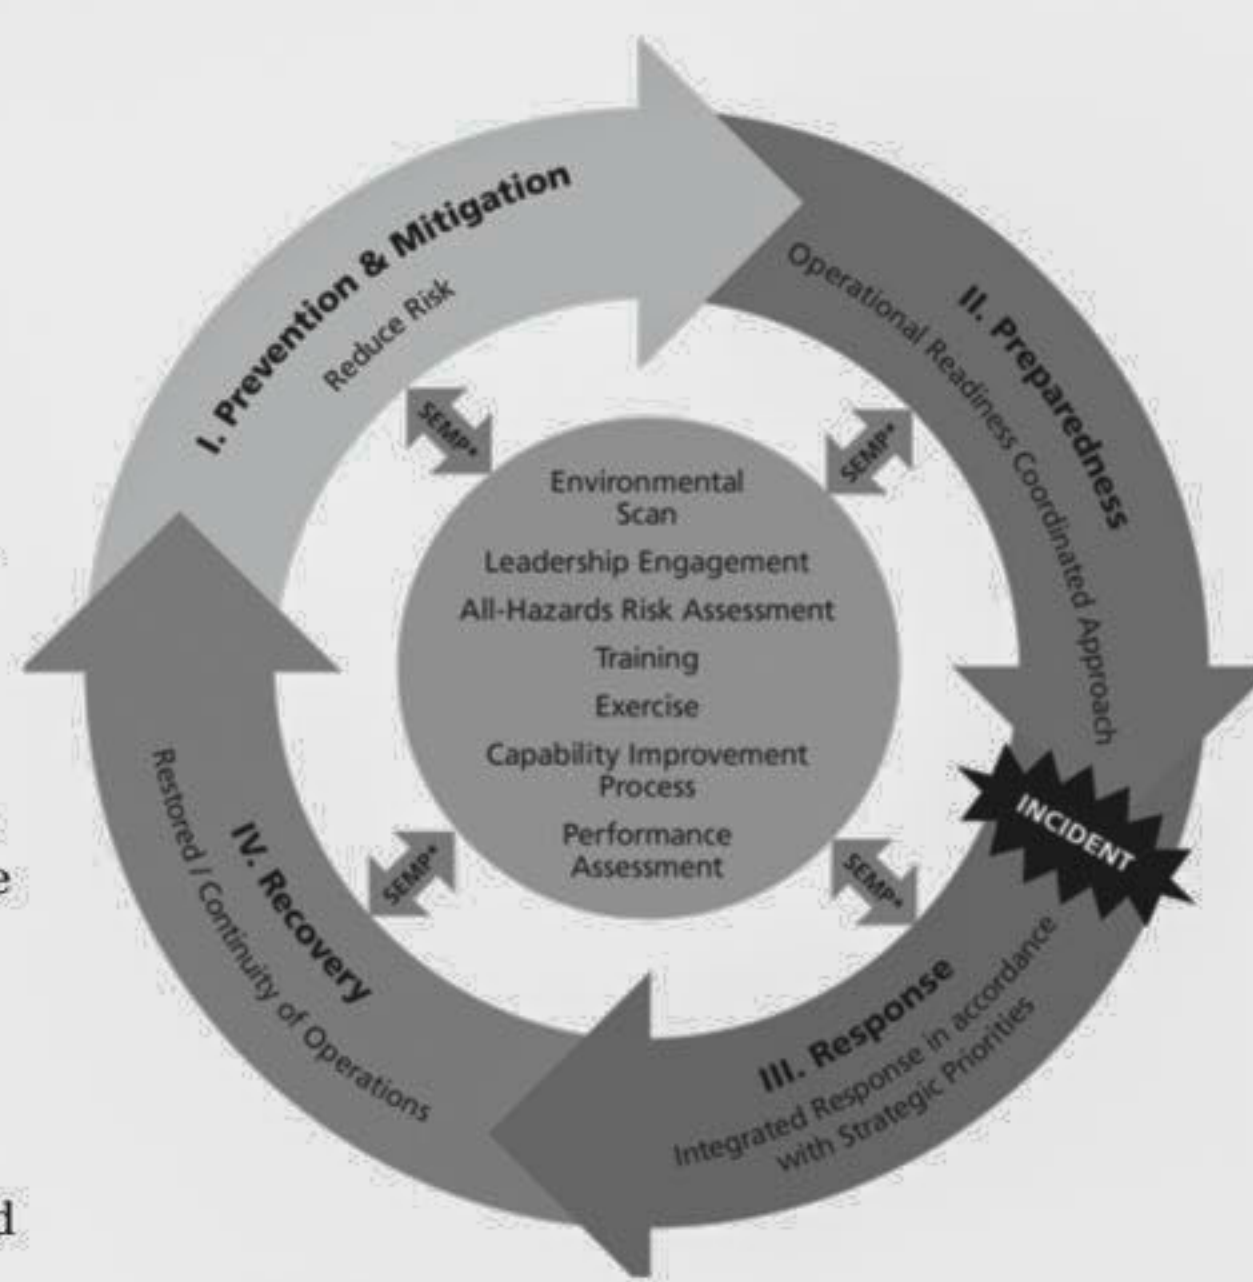 I. Prevention & Mitigation
Reduce Risk
II. Preparedness
Operational Readiness Coordinated Approach
INCIDENT
III. Response
Integrated Response in accordance
with Strategic Priorities
IV. Recovery
Restored / Continuity of Operations
SEMP*
SEMP*
SEMP*
SEMP*
Environmental
Scan
Leadership Engagement
All-Hazards Risk Assessment
Training
Exercise
Capability Improvement
Process
Performance
Assessment
e
d